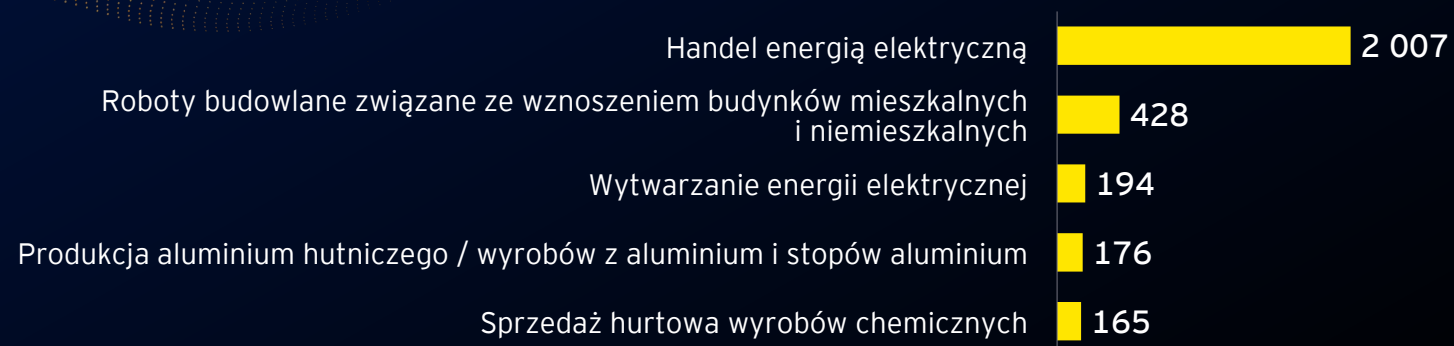 Handel energią elektryczną 2 007
Roboty budowlane związane ze wznoszeniem budynków mieszkalnych
i niemieszkalnych 428
Wytwarzanie energii elektrycznej 194
Produkcja aluminium hutniczego / wyrobów z aluminium i stopów aluminium 176
Sprzedaż hurtowa wyrobów chemicznych 165